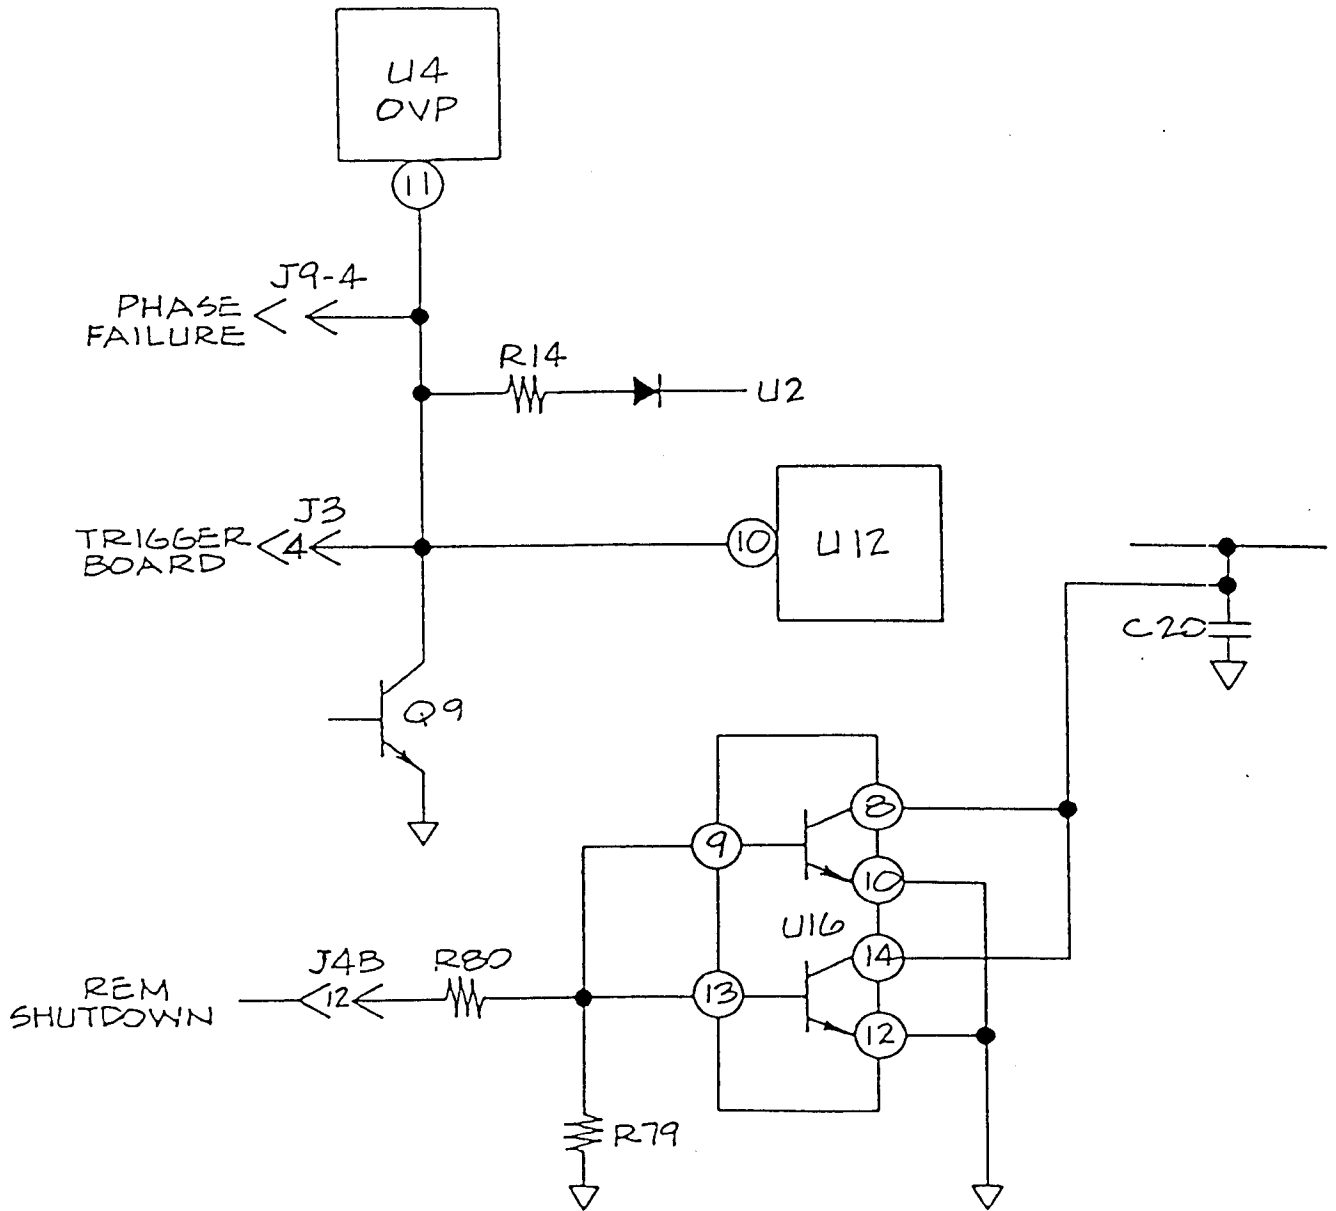 U4
OVP
11
J9-4
PHASE
FAILURE
R14
U2
J3
TRIGGER
BOARD
4
10
U12
C20
Q9
8
9
10
U16
14
J4B
R80
REM
SHUTDOWN
12
13
12
R79